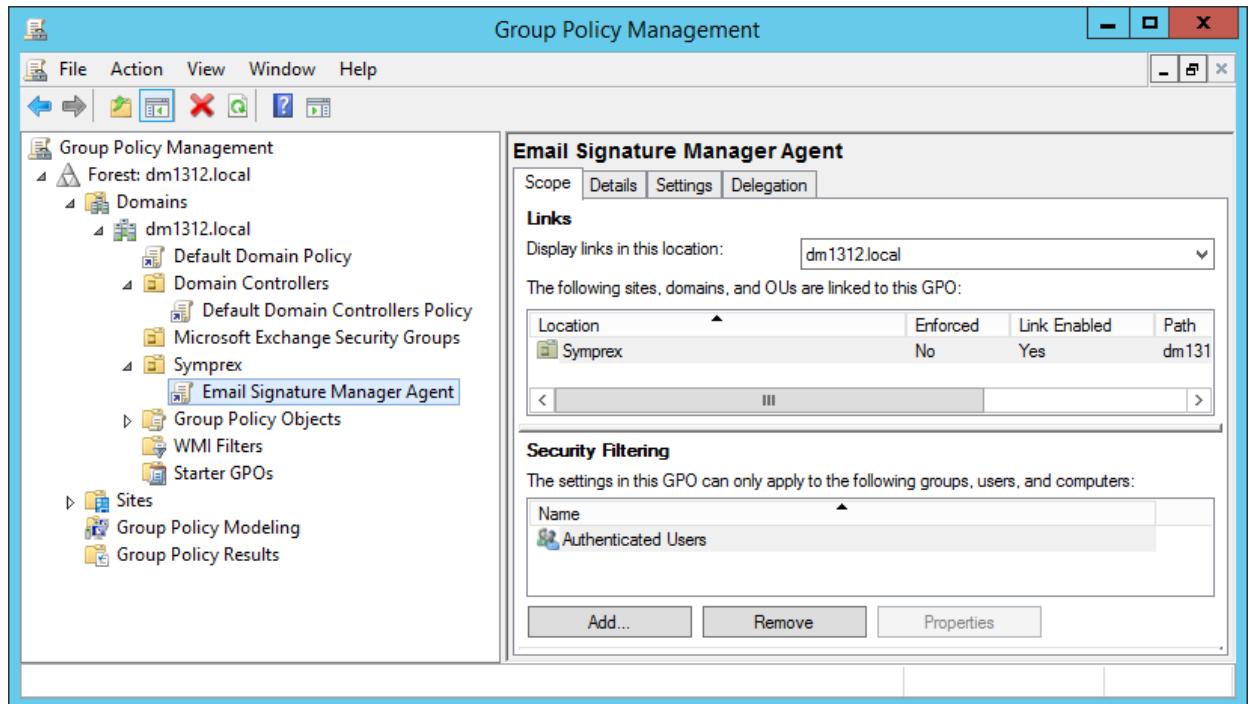 Group Policy Management
x
File Action View Window Help
Group Policy Management
Forest: dm1312.local
Domains
dm1312.local
Default Domain Policy
Domain Controllers
Default Domain Controllers Policy
Microsoft Exchange Security Groups
Symprex
Email Signature Manager Agent
Group Policy Objects
WMI Filters
Starter GPOs
Sites
Group Policy Modeling
Group Policy Results
Email Signature Manager Agent
Scope Details Settings Delegation
Links
Display links in this location: dm1312.local
The following sites, domains, and OUs are linked to this GPO:
Location Enforced Link Enabled Path
Symprex No Yes dm131
Security Filtering
The settings in this GPO can only apply to the following groups, users, and computers:
Name
Authenticated Users
Add... Remove Properties